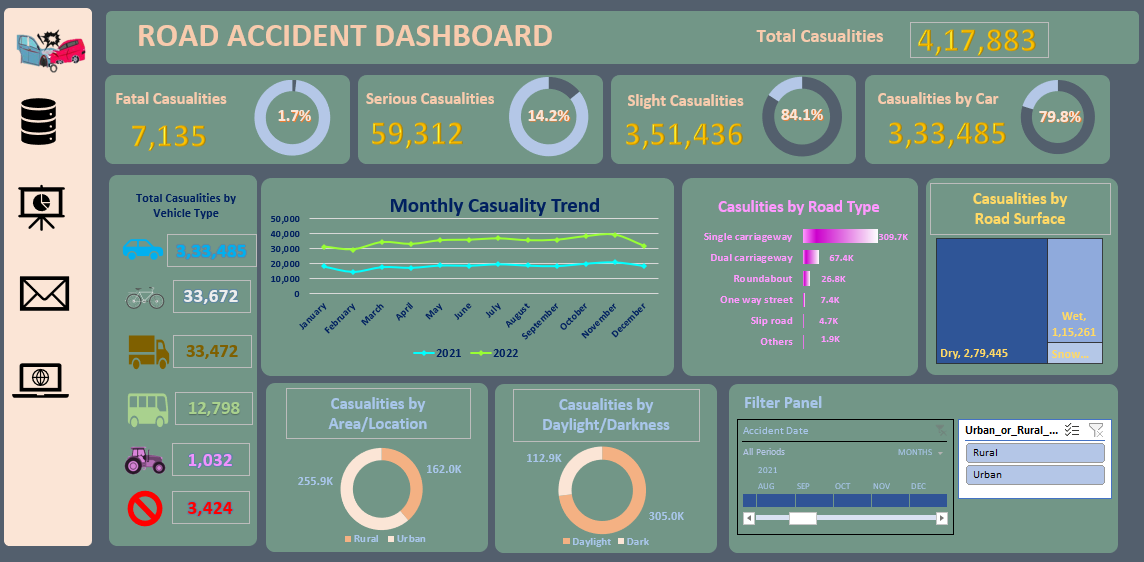 ROAD ACCIDENT DASHBOARD
Total Casualities
4,17,883
Fatal Casualities
7,135
1.7%
Serious Casualities
59,312
14.2%
Slight Casualities
3,51,436
84.1%
Casualities by Car
3,33,485
79.8%
Total Casualities by
Vehicle Type
3,33,485
33,672
33,472
12,798
1,032
3,424
Monthly Casuality Trend
50,000
40,000
30,000
20,000
10,000
0
January
February
March
April
May
June
July
August
September
October
November
December
2021
2022
Casulities by Road Type
Single carriageway
309.7K
Dual carriageway
67.4K
Roundabout
26.8K
One way street
7.4K
Slip road
4.7K
Others
1.9K
Casualities by
Road Surface
Dry, 2,79,445
Wet,
1,15,261
Snow...
Casualities by
Area/Location
162.0K
255.9K
Rural
Urban
Casualities by
Daylight/Darkness
112.9K
305.0K
Daylight
Dark
Filter Panel
Accident Date
All Periods
MONTHS
2021
AUG
SEP
OCT
NOV
DEC
Urban_or_Rural_...
Rural
Urban